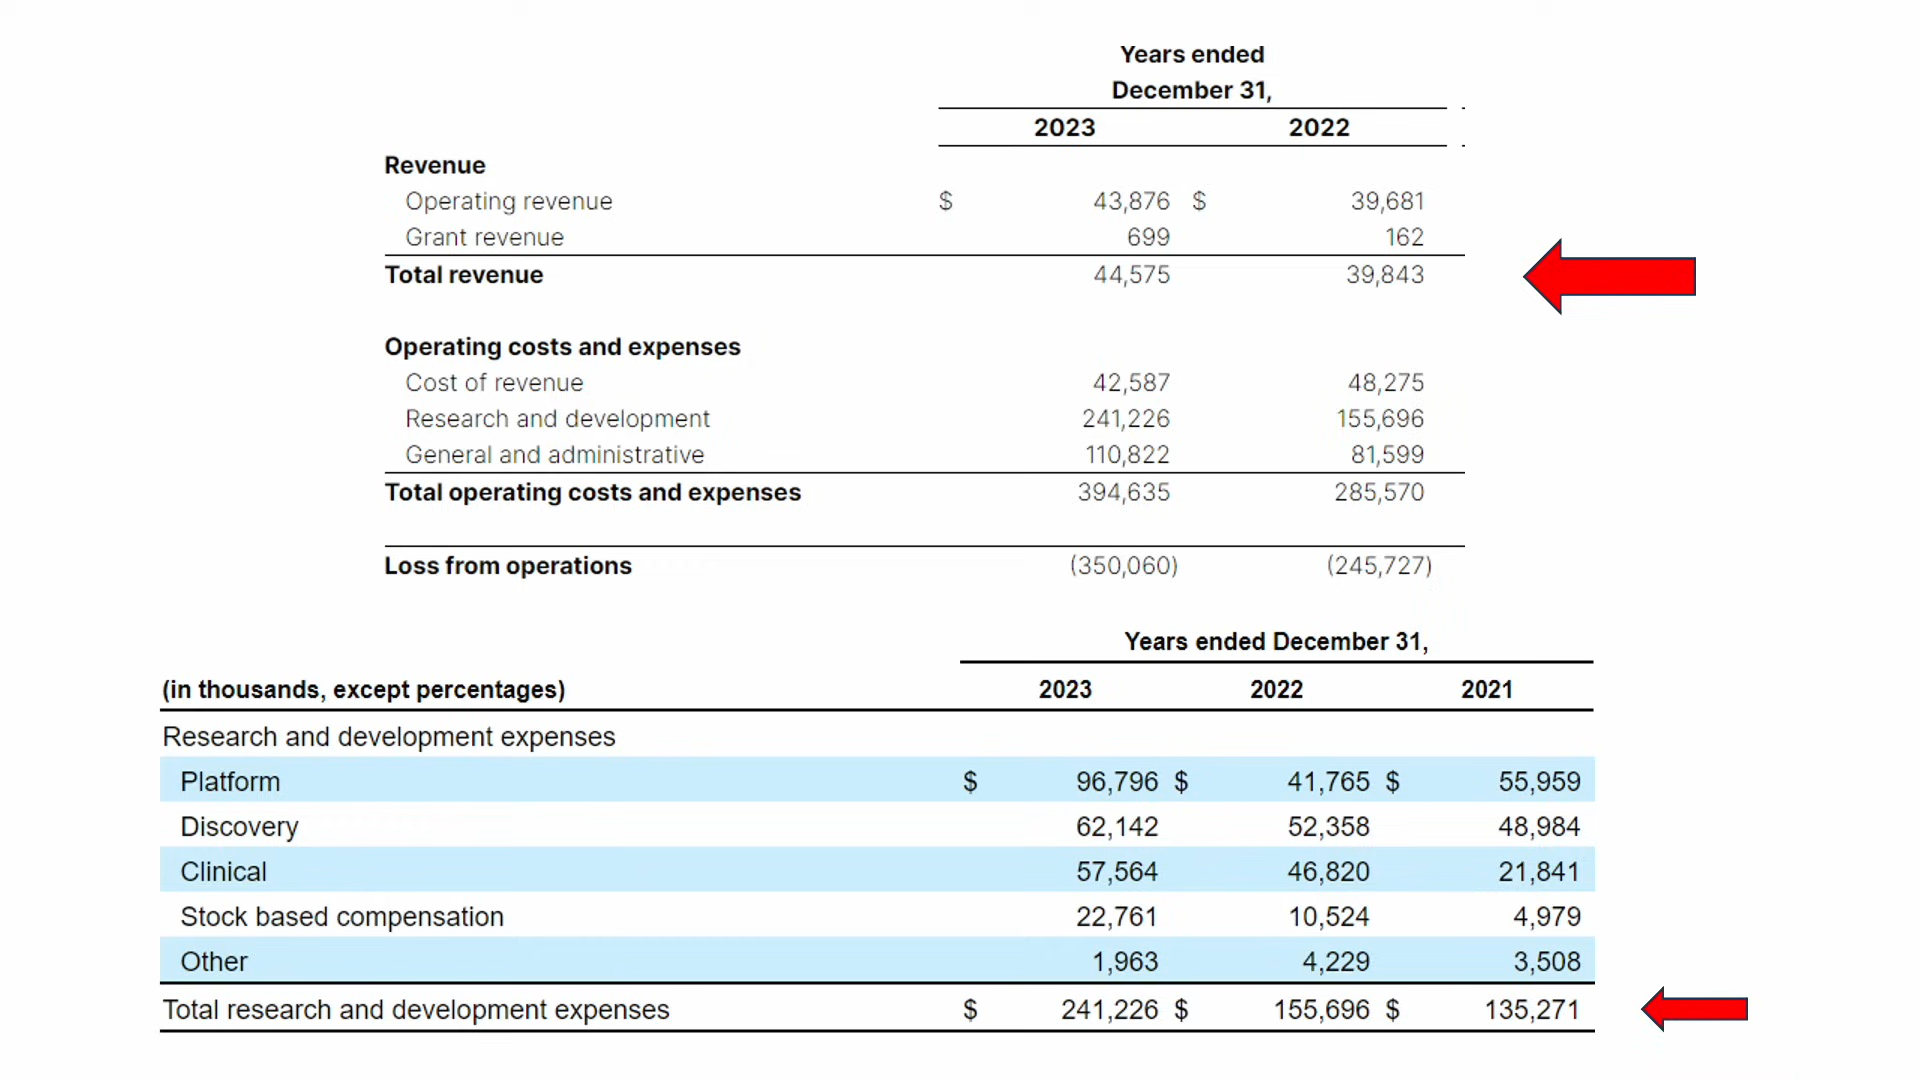 Years ended
December 31,
2023 2022
Revenue
Operating revenue $ 43,876 $ 39,681
Grant revenue 699 162
Total revenue 44,575 39,843
Operating costs and expenses
Cost of revenue 42,587 48,275
Research and development 241,226 155,696
General and administrative 110,822 81,599
Total operating costs and expenses 394,635 285,570
Loss from operations (350,060) (245,727)
Years ended December 31,
(in thousands, except percentages) 2023 2022 2021
Research and development expenses
Platform $ 96,796 $ 41,765 $ 55,959
Discovery 62,142 52,358 48,984
Clinical 57,564 46,820 21,841
Stock based compensation 22,761 10,524 4,979
Other 1,963 4,229 3,508
Total research and development expenses $ 241,226 $ 155,696 $ 135,271